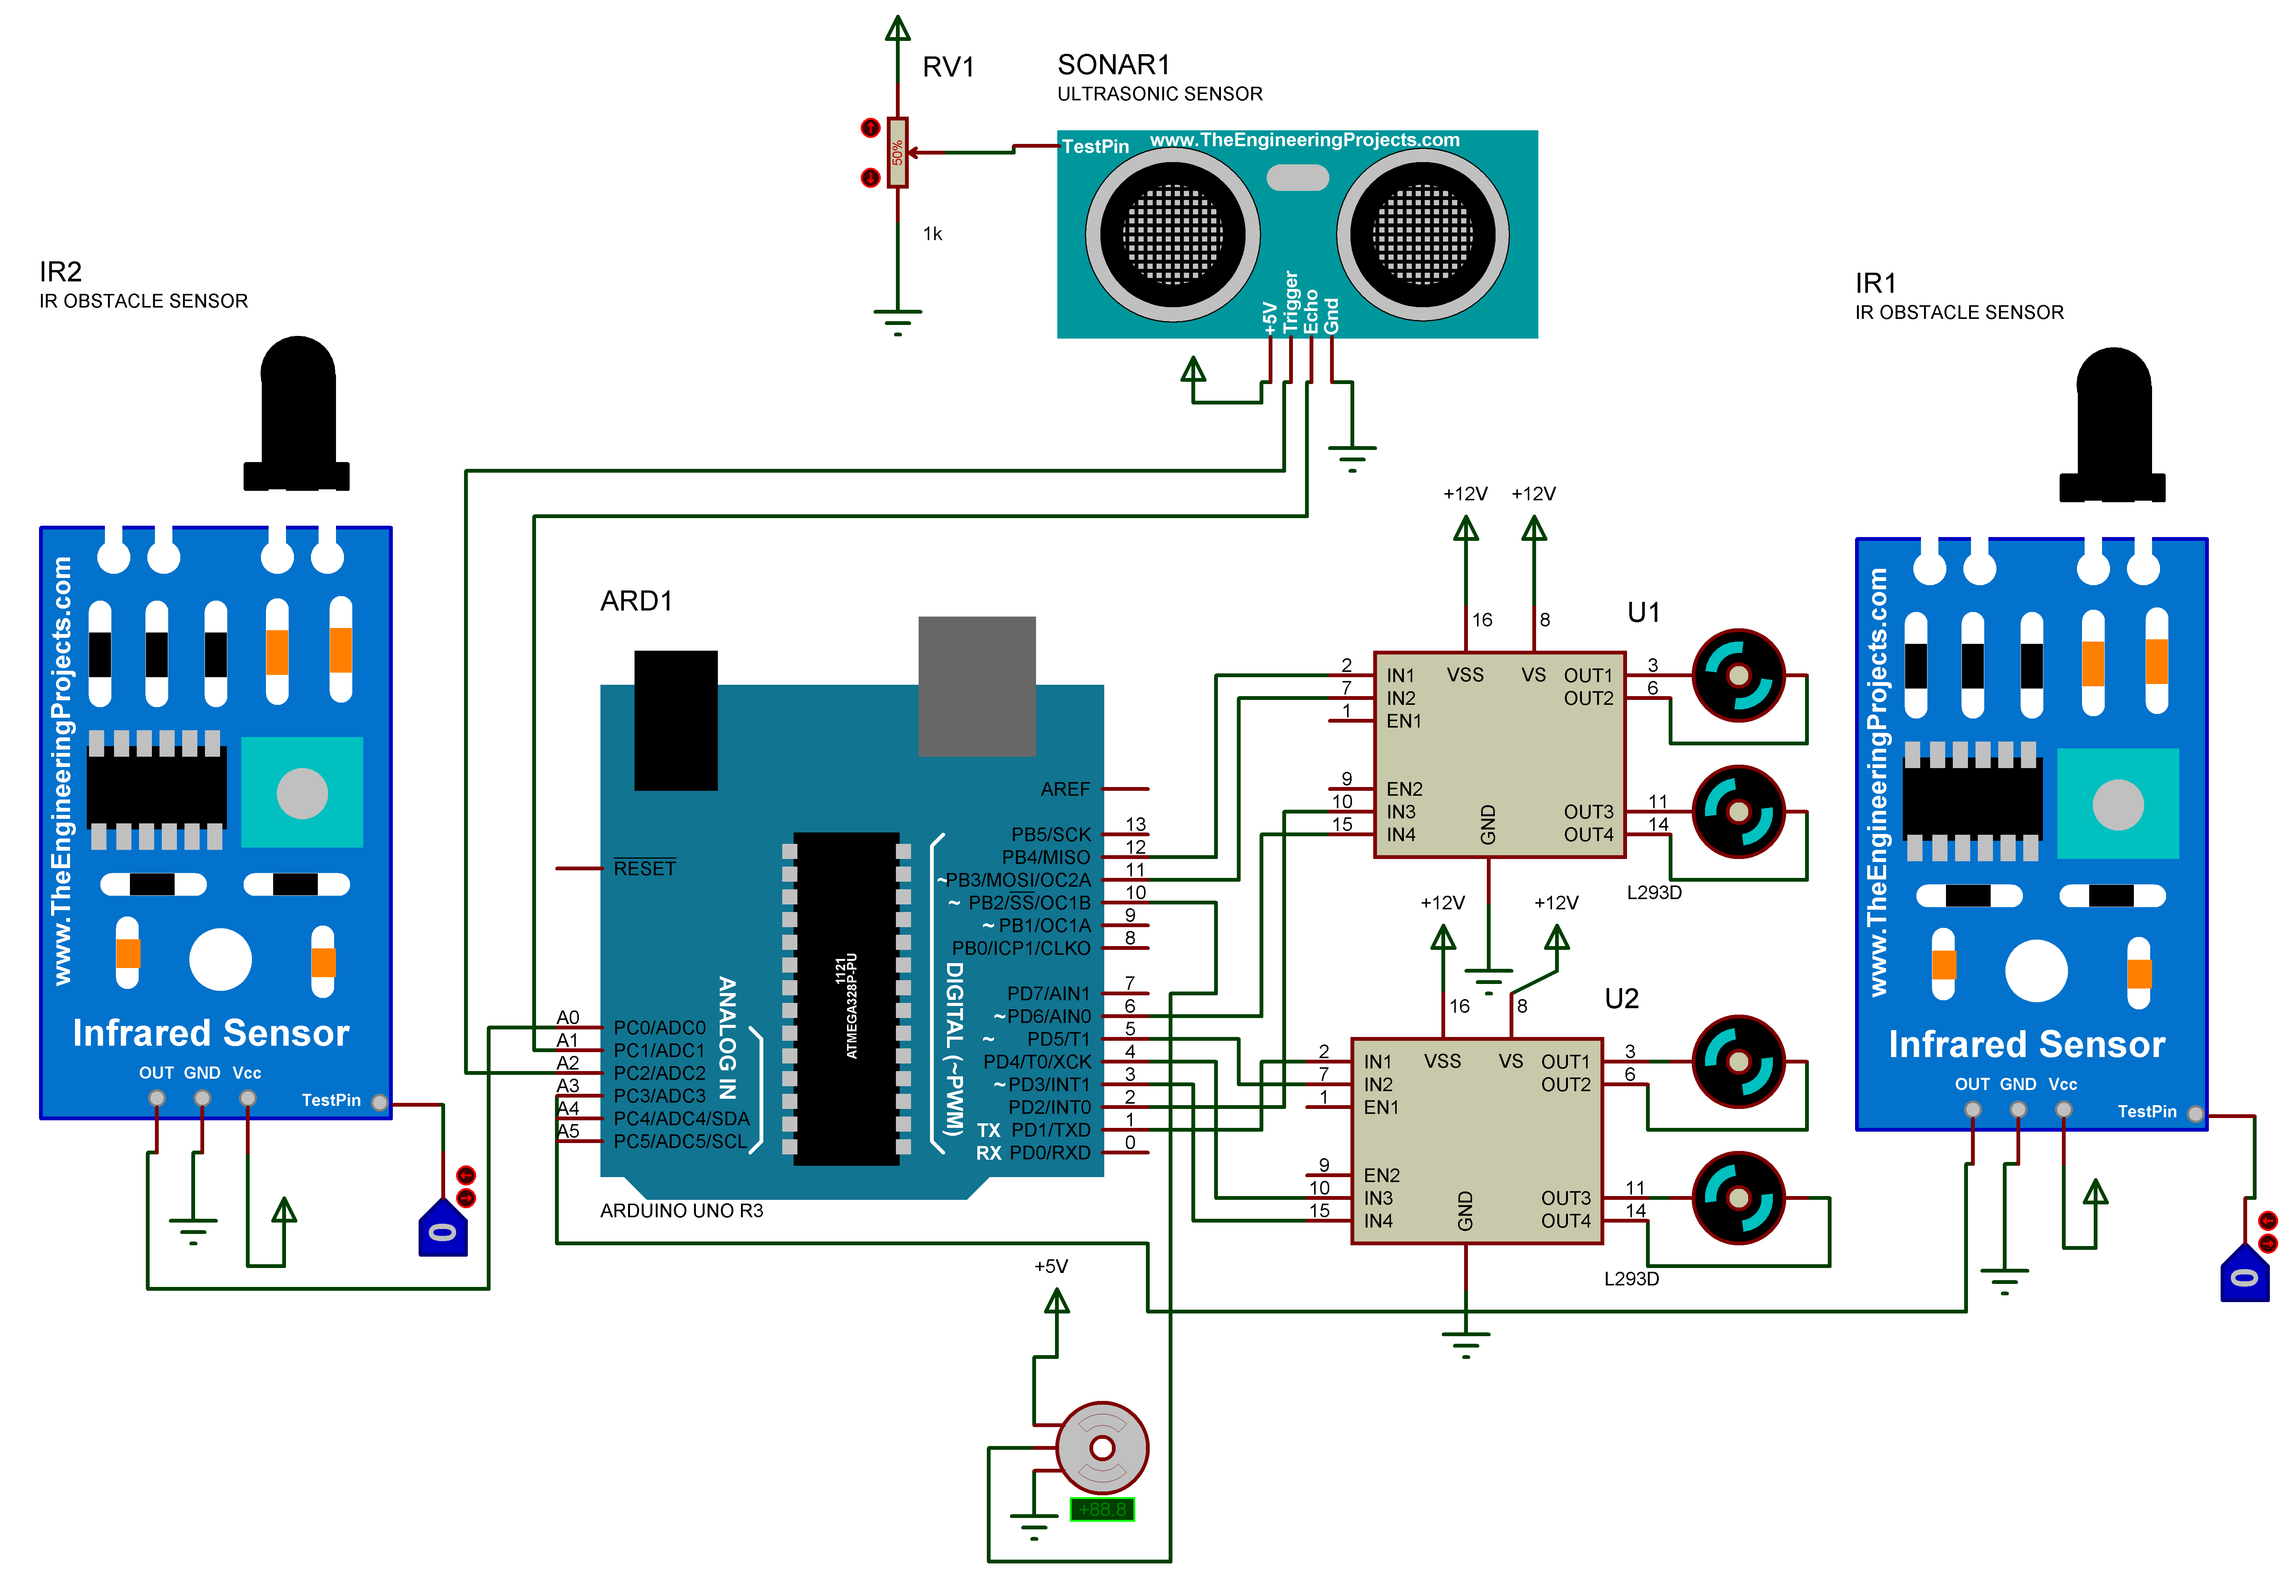 RV1
50%
1k
SONAR1
ULTRASONIC SENSOR
TestPin
www.TheEngineeringProjects.com
+5V
Trigger
Echo
Gnd
IR2
IR OBSTACLE SENSOR
www.TheEngineeringProjects.com
Infrared Sensor
OUT GND Vcc
TestPin
0
IR1
IR OBSTACLE SENSOR
www.TheEngineeringProjects.com
Infrared Sensor
OUT GND Vcc
TestPin
0
ARD1
RESET
AREF
PB5/SCK 13
PB4/MISO 12
~PB3/MOSI/OC2A 11
~ PB2/SS/OC1B 10
~ PB1/OC1A 9
PB0/ICP1/CLKO 8
PD7/AIN1 7
~PD6/AIN0 6
~ PD5/T1 5
PD4/T0/XCK 4
~PD3/INT1 3
PD2/INT0 2
TX PD1/TXD 1
RX PD0/RXD 0
DIGITAL (~PWM)
ANALOG IN
1121
ATMEGA328P-PU
A0 PC0/ADC0
A1 PC1/ADC1
A2 PC2/ADC2
A3 PC3/ADC3
A4 PC4/ADC4/SDA
A5 PC5/ADC5/SCL
ARDUINO UNO R3
+12V +12V
16 8
U1
2 IN1 VSS VS OUT1 3
7 IN2 OUT2 6
1 EN1
9 EN2
10 IN3 OUT3 11
15 IN4 OUT4 14
GND
L293D
+12V +12V
16 8
U2
2 IN1 VSS VS OUT1 3
7 IN2 OUT2 6
1 EN1
9 EN2
10 IN3 OUT3 11
15 IN4 OUT4 14
GND
L293D
+5V
+88.8